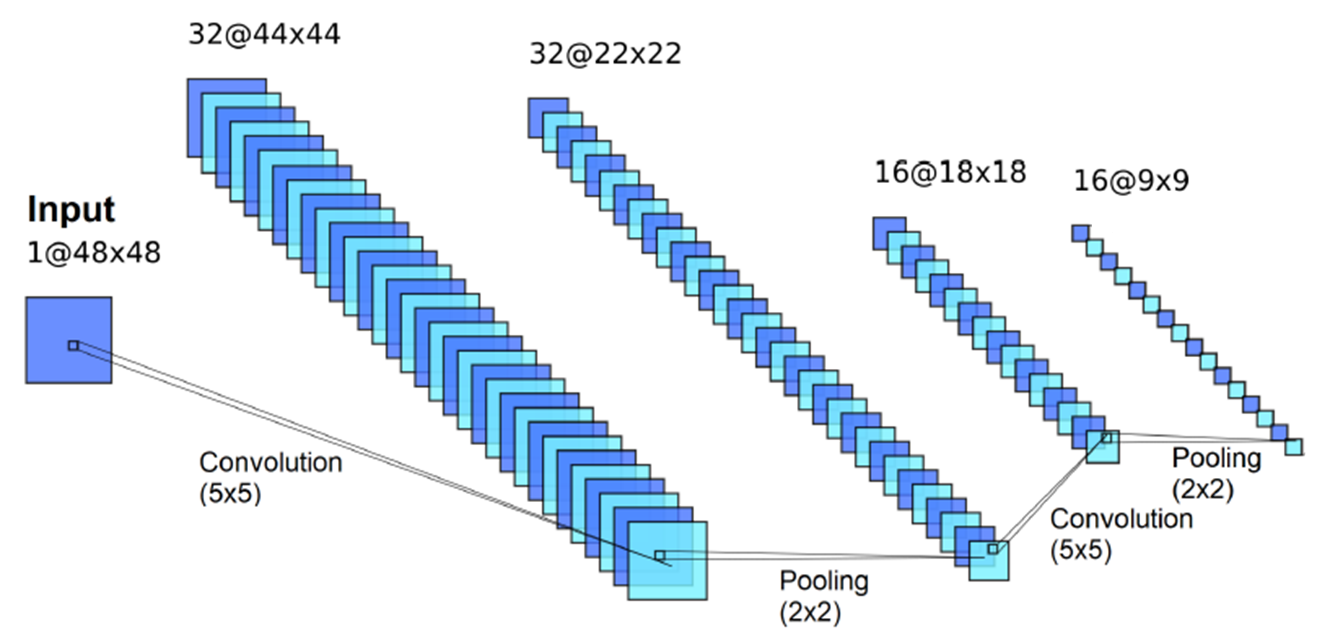 32@44x44
32@22x22
16@18x18
16@9x9
Input
1@48x48
Convolution
(5x5)
Pooling
(2x2)
Convolution
(5x5)
Pooling
(2x2)